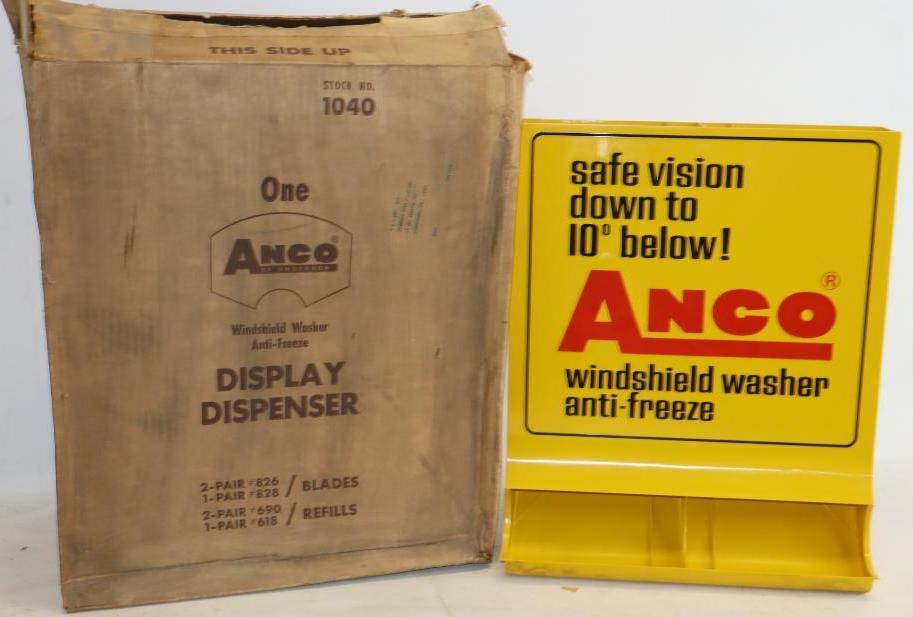 THIS SIDE UP
STOCK NO.
1040
One
ANCO®
OF ANDERSON
Windshield Washer
Anti-Freeze
DISPLAY
DISPENSER
2-PAIR #826
1-PAIR #828 / BLADES
2-PAIR #690
1-PAIR #618 / REFILLS
safe vision
down to
10° below!
ANCO®
windshield washer
anti-freeze